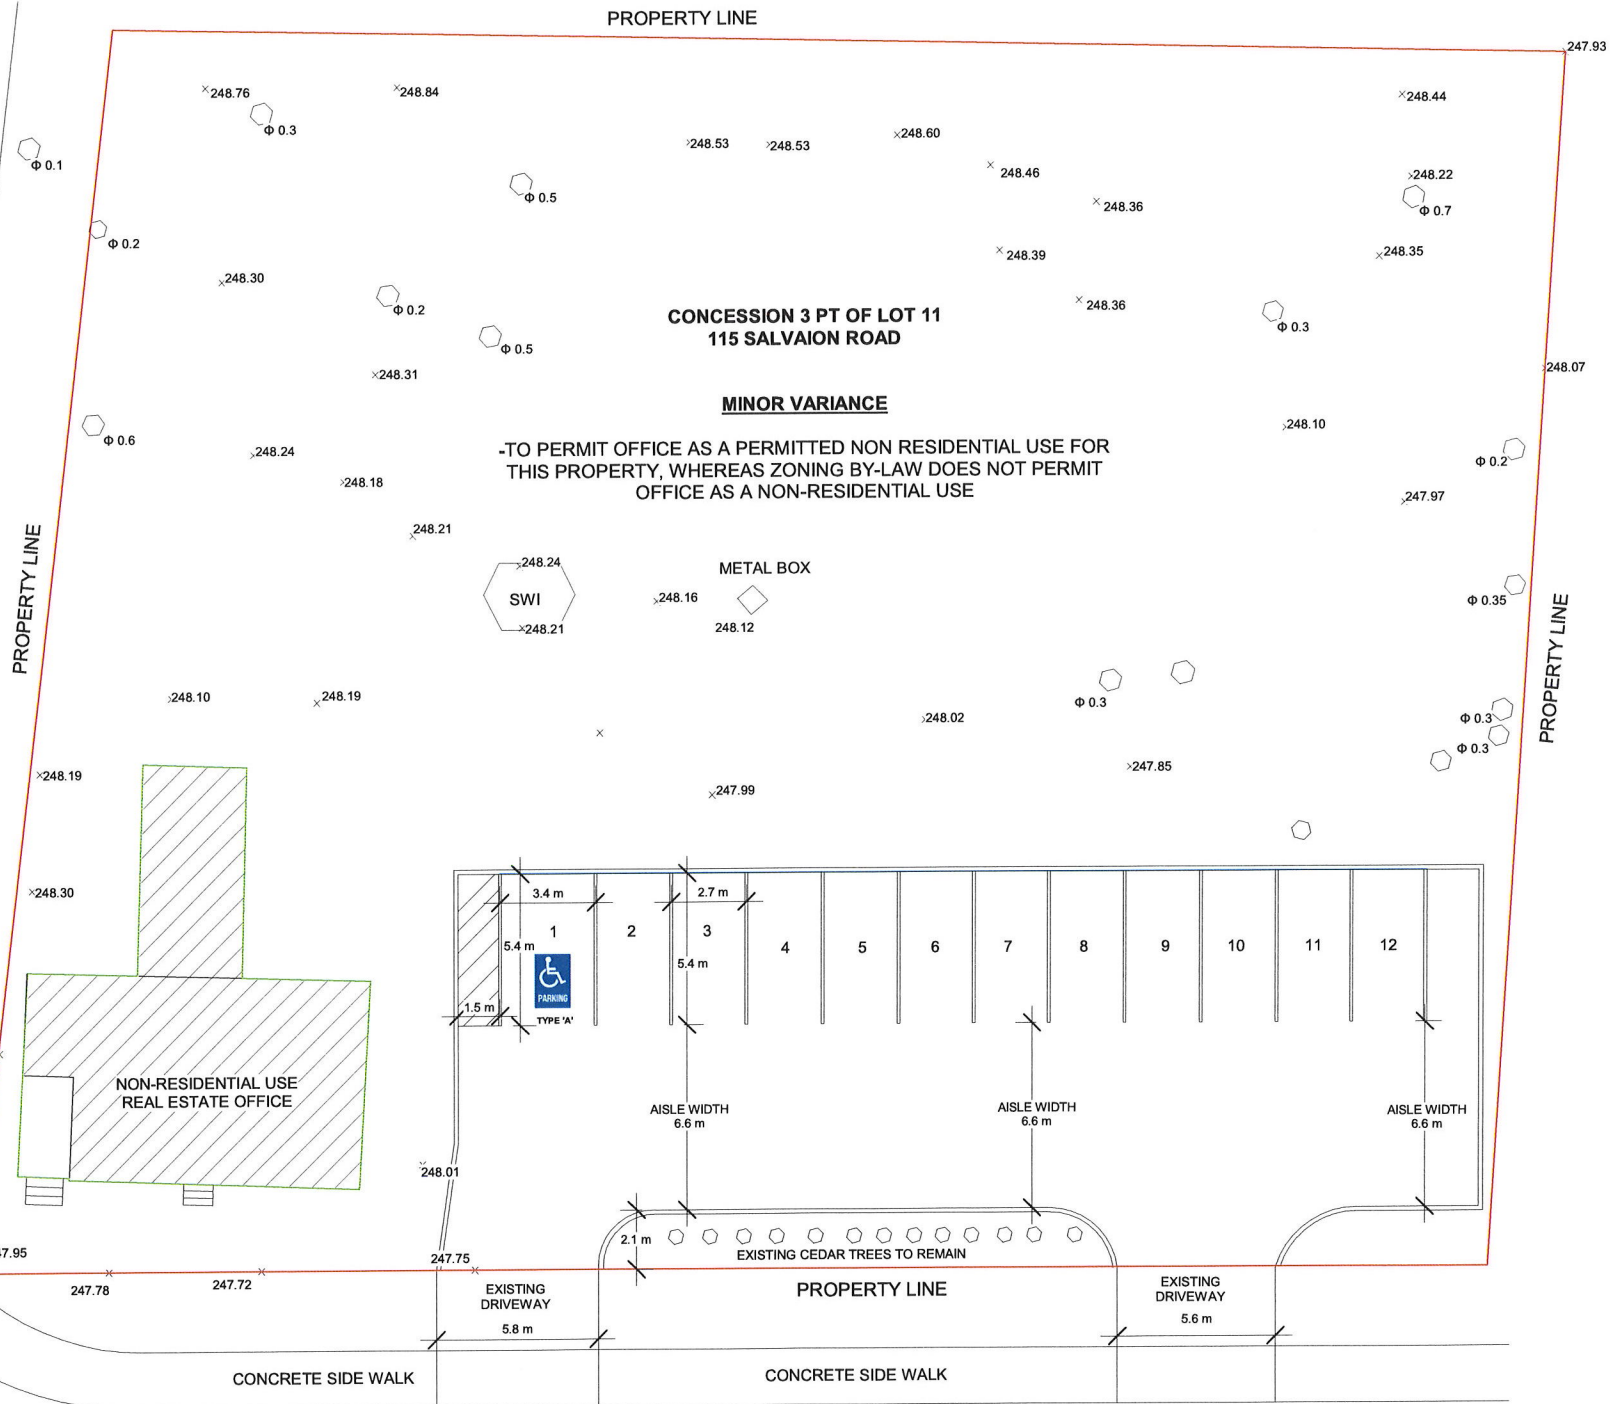 PROPERTY LINE
247.93
248.76
248.84
248.44
Φ 0.3
248.53
248.53
248.60
Φ 0.1
248.46
248.22
Φ 0.5
248.36
Φ 0.7
Φ 0.2
248.39
248.35
248.30
Φ 0.2
248.36
CONCESSION 3 PT OF LOT 11
115 SALVAION ROAD
Φ 0.3
Φ 0.5
248.31
248.07
MINOR VARIANCE
Φ 0.6
248.10
-TO PERMIT OFFICE AS A PERMITTED NON RESIDENTIAL USE FOR
THIS PROPERTY, WHEREAS ZONING BY-LAW DOES NOT PERMIT
OFFICE AS A NON-RESIDENTIAL USE
248.24
Φ 0.2
248.18
247.97
248.21
PROPERTY LINE
248.24
METAL BOX
SWI
248.16
Φ 0.35
248.21
248.12
PROPERTY LINE
248.10
248.19
Φ 0.3
248.02
Φ 0.3
Φ 0.3
248.19
247.85
247.99
248.30
3.4 m
2.7 m
1
2
3
4
5
6
7
8
9
10
11
12
5.4 m
5.4 m
PARKING
TYPE 'A'
1.5 m
NON-RESIDENTIAL USE
REAL ESTATE OFFICE
AISLE WIDTH
6.6 m
AISLE WIDTH
6.6 m
AISLE WIDTH
6.6 m
248.01
2.1 m
EXISTING CEDAR TREES TO REMAIN
7.95
247.75
247.78
247.72
EXISTING
DRIVEWAY
5.8 m
PROPERTY LINE
EXISTING
DRIVEWAY
5.6 m
CONCRETE SIDE WALK
CONCRETE SIDE WALK